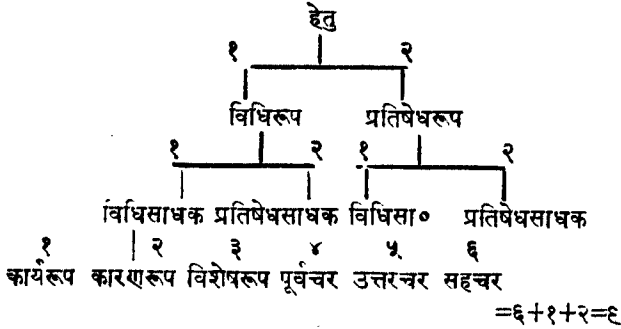 हेतु
१ २
विधिरूप प्रतिषेधरूप
१ २ १ २
विधिसाधक प्रतिषेधसाधक विधिसा० प्रतिषेधसाधक
१ २ ३ ४ ५ ६
कार्यरूप कारणरूप विशेषरूप पूर्वचर उत्तरचर सहचर
=६+१+२=९